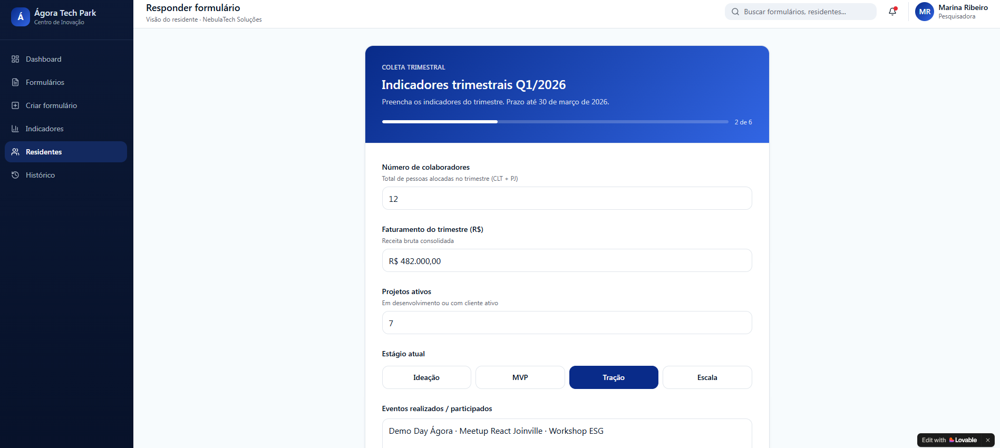 Á
Ágora Tech Park
Centro de Inovação
Dashboard
Formulários
Criar formulário
Indicadores
Residentes
Histórico
Responder formulário
Visão do residente · NebulaTech Soluções
Buscar formulários, residentes...
MR
Marina Ribeiro
Pesquisadora
COLETA TRIMESTRAL
Indicadores trimestrais Q1/2026
Preencha os indicadores do trimestre. Prazo até 30 de março de 2026.
2 de 6
Número de colaboradores
Total de pessoas alocadas no trimestre (CLT + PJ)
12
Faturamento do trimestre (R$)
Receita bruta consolidada
R$ 482.000,00
Projetos ativos
Em desenvolvimento ou com cliente ativo
7
Estágio atual
Ideação MVP Tração Escala
Eventos realizados / participados
Demo Day Ágora · Meetup React Joinville · Workshop ESG
Edit with Lovable ×